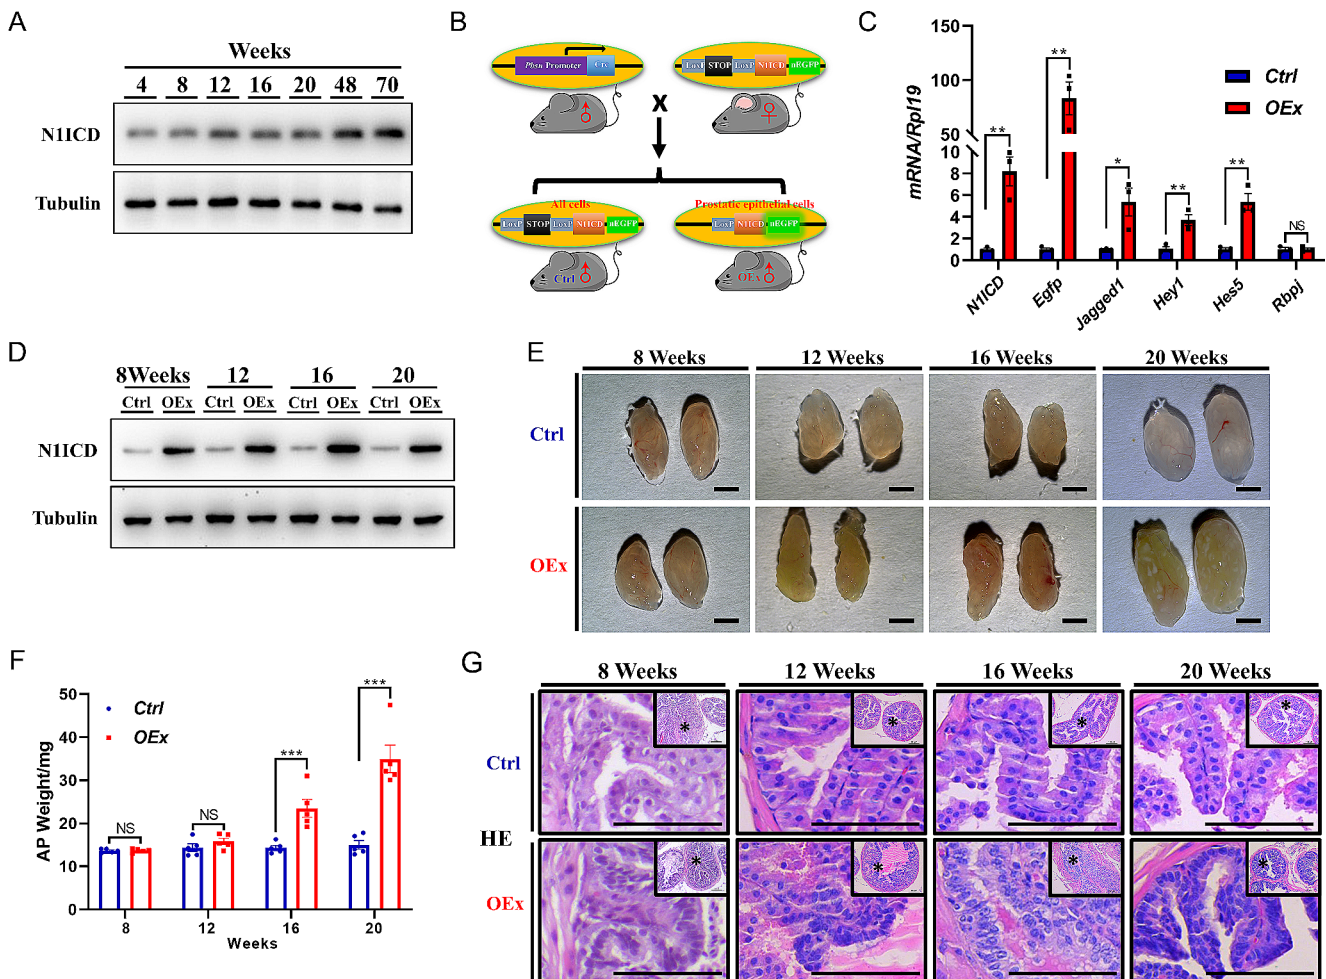 A
Weeks
4 8 12 16 20 48 70
N1ICD
Tubulin
B
Pbsn Promoter Cre
LoxP STOP LoxP N1ICD nEGFP
♂ X ♀
All cells
LoxP STOP LoxP N1ICD nEGFP
Ctrl ♂
Prostatic epithelial cells
LoxP N1ICD nEGFP
OEx ♂
C
mRNA/Rpl19
150
100
50
10
8
6
4
2
0
** ** * ** ** NS
Ctrl
OEx
N1ICD Egfp Jagged1 Hey1 Hes5 Rbpj
D
8Weeks 12 16 20
Ctrl OEx Ctrl OEx Ctrl OEx Ctrl OEx
N1ICD
Tubulin
E
8 Weeks 12 Weeks 16 Weeks 20 Weeks
Ctrl
OEx
F
AP Weight/mg
50
40
30
20
10
0
Ctrl
OEx
NS NS *** ***
8 12 16 20
Weeks
G
8 Weeks 12 Weeks 16 Weeks 20 Weeks
Ctrl
* * * *
HE
OEx
* * * *